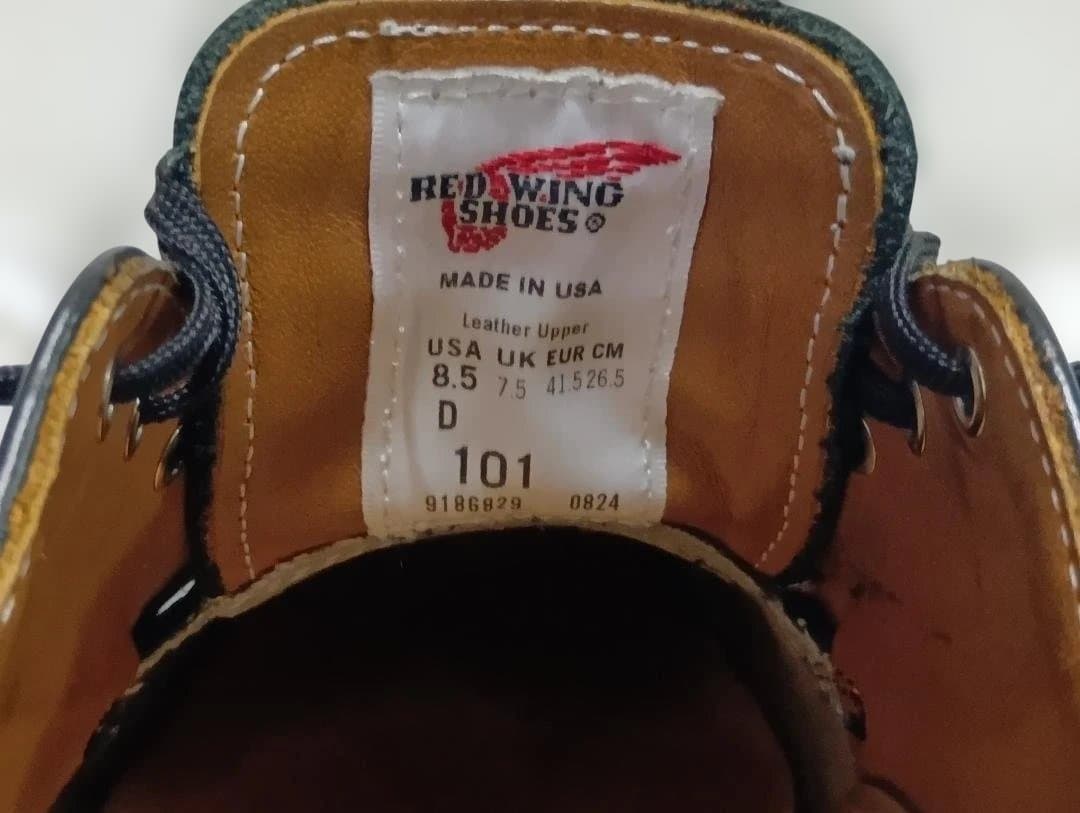 RED WING
SHOES®
MADE IN USA
Leather Upper
USA UK EUR CM
8.5 7.5 41.5 26.5
D
101
9186829 0824